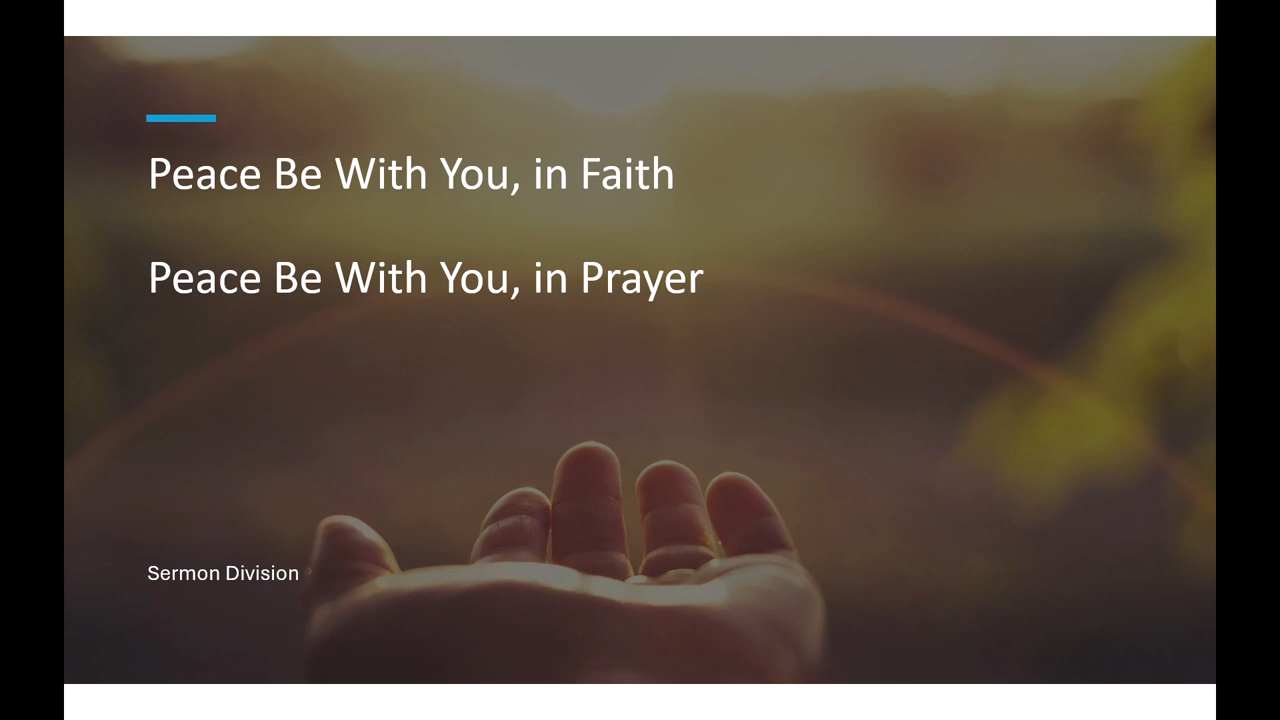 Peace Be With You, in Faith
Peace Be With You, in Prayer
Sermon Division